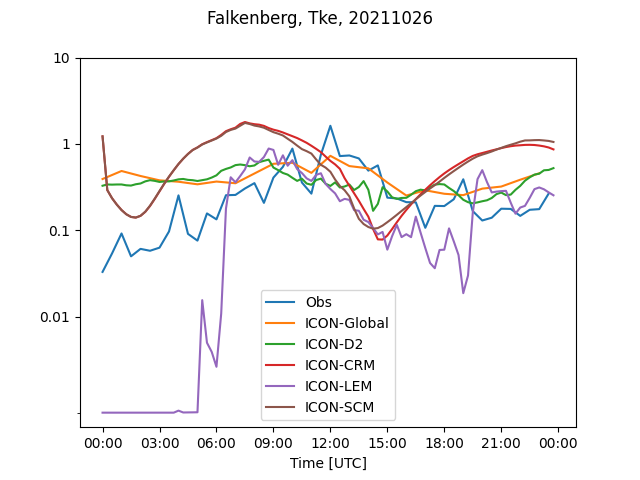 Falkenberg, Tke, 20211026
10
1
0.1
0.01
Obs
ICON-Global
ICON-D2
ICON-CRM
ICON-LEM
ICON-SCM
00:00 03:00 06:00 09:00 12:00 15:00 18:00 21:00 00:00
Time [UTC]